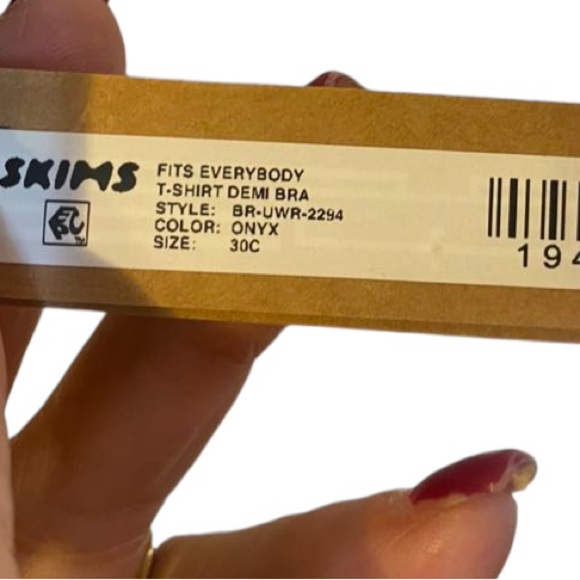 SKIMS
FITS EVERYBODY
T-SHIRT DEMI BRA
STYLE: BR-UWR-2294
COLOR: ONYX
SIZE: 30C
194